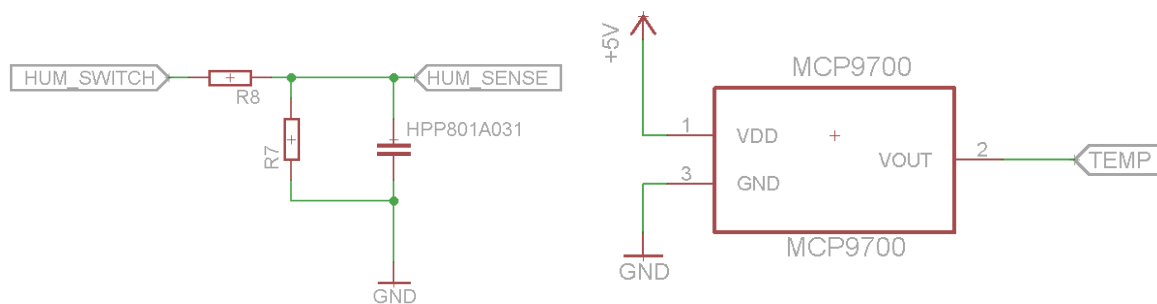 HUM_SWITCH
R8
HUM_SENSE
R7
HPP801A031
GND
+5V
MCP9700
1
VDD
VOUT
2
TEMP
3
GND
MCP9700
GND